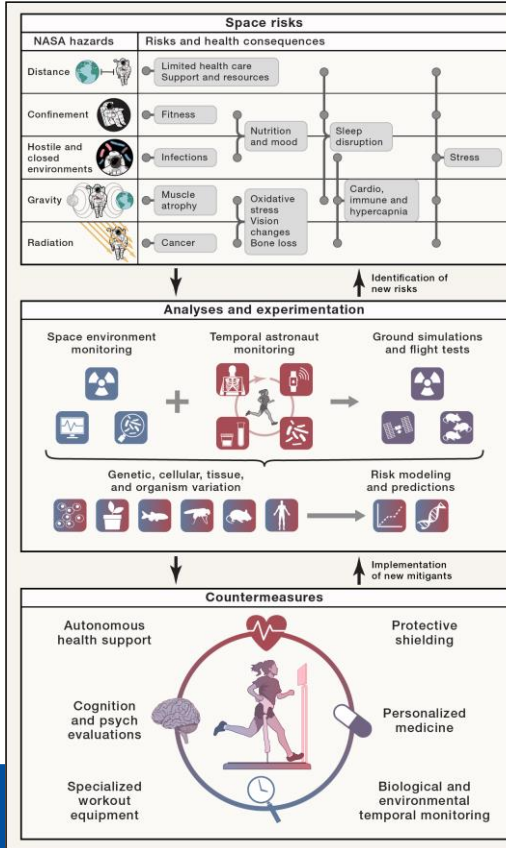 Space risks
NASA hazards
Risks and health consequences
Distance
Limited health care
Support and resources
Confinement
Fitness
Nutrition
and mood
Sleep
disruption
Hostile and
closed
environments
Infections
Stress
Gravity
Muscle
atrophy
Oxidative
stress
Vision
changes
Bone loss
Cardio,
immune and
hypercapnia
Radiation
Cancer
Identification of
new risks
Analyses and experimentation
Space environment
monitoring
Temporal astronaut
monitoring
Ground simulations
and flight tests
Genetic, cellular, tissue,
and organism variation
Risk modeling
and predictions
Implementation
of new mitigants
Countermeasures
Autonomous
health support
Protective
shielding
Cognition
and psych
evaluations
Personalized
medicine
Specialized
workout
equipment
Biological and
environmental
temporal monitoring